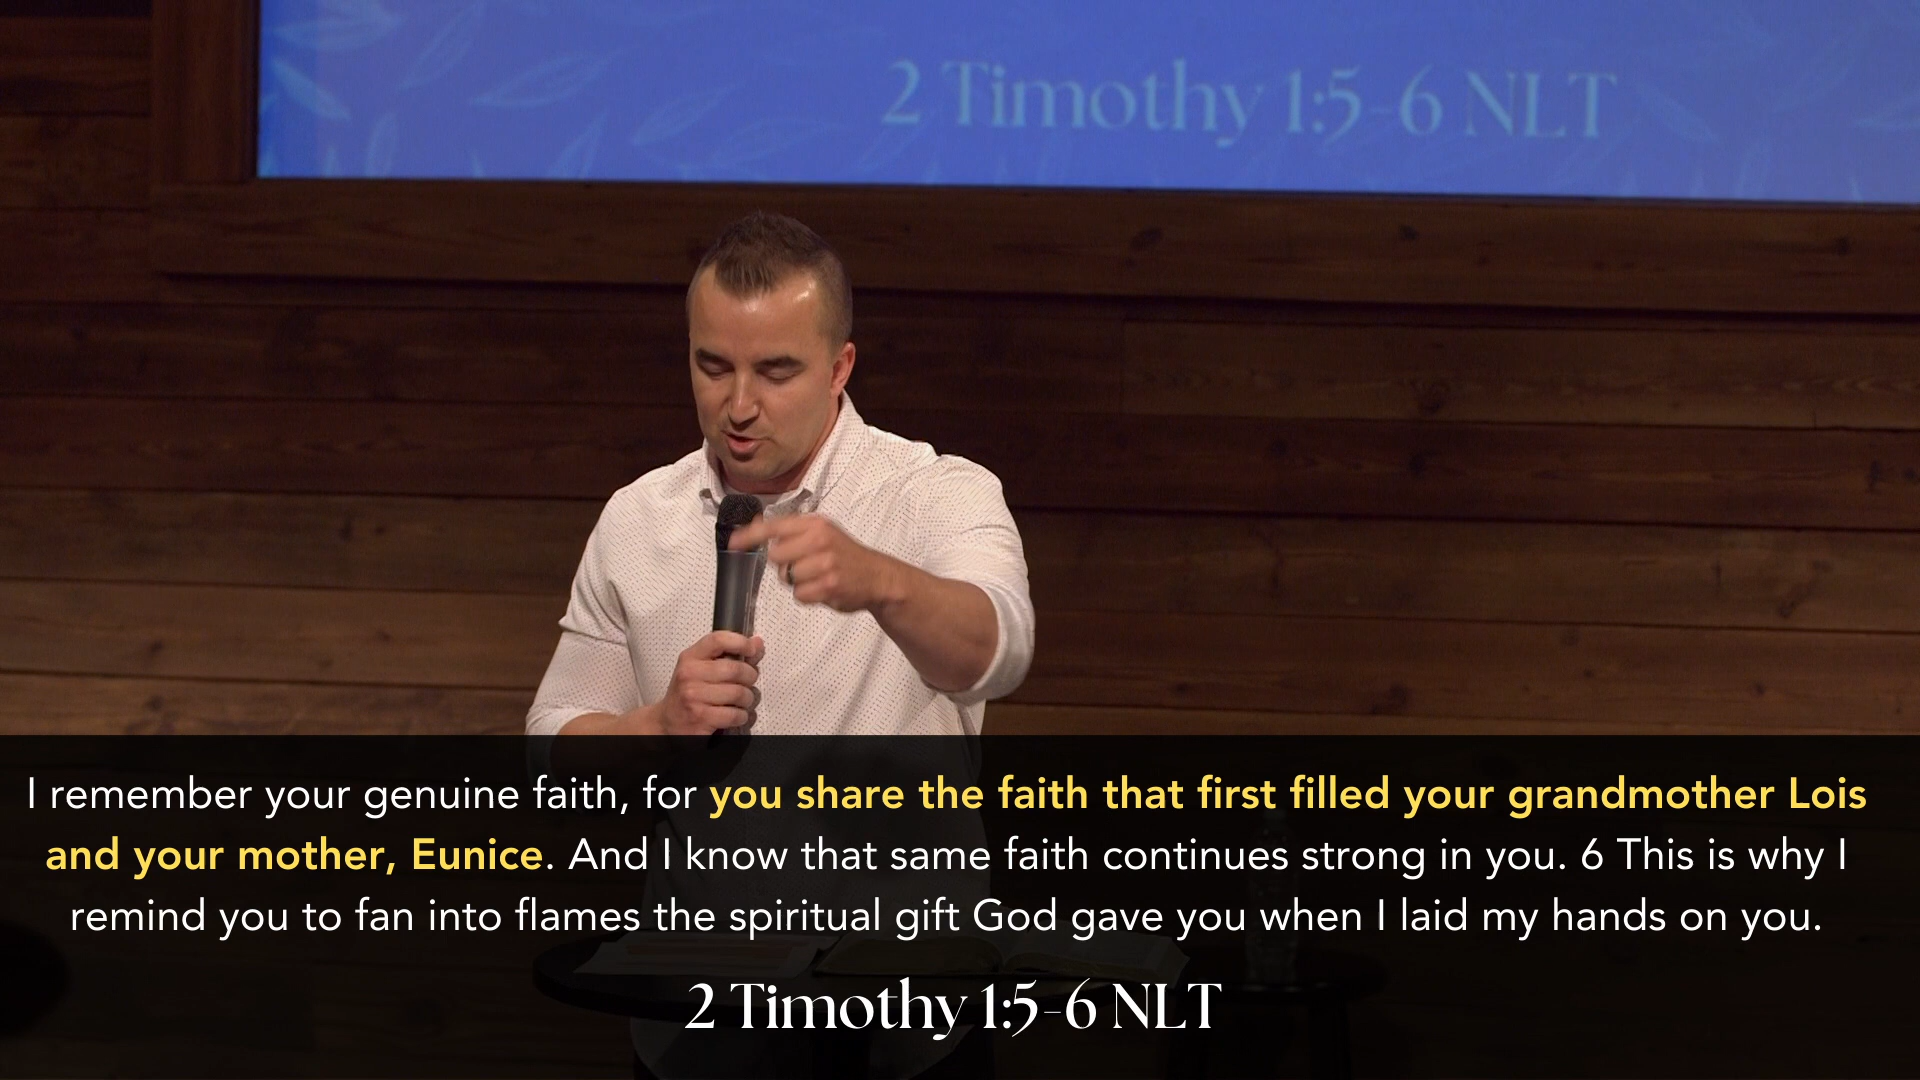 2 Timothy 1:5-6 NLT
I remember your genuine faith, for you share the faith that first filled your grandmother Lois
and your mother, Eunice. And I know that same faith continues strong in you. 6 This is why I
remind you to fan into flames the spiritual gift God gave you when I laid my hands on you.
2 Timothy 1:5-6 NLT